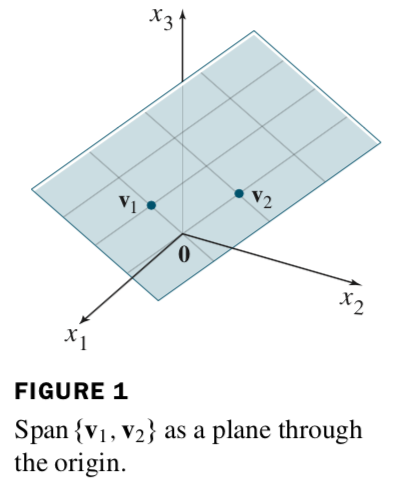 x₃
v₁
v₂
0
x₂
x₁
FIGURE 1
Span {v₁, v₂} as a plane through
the origin.